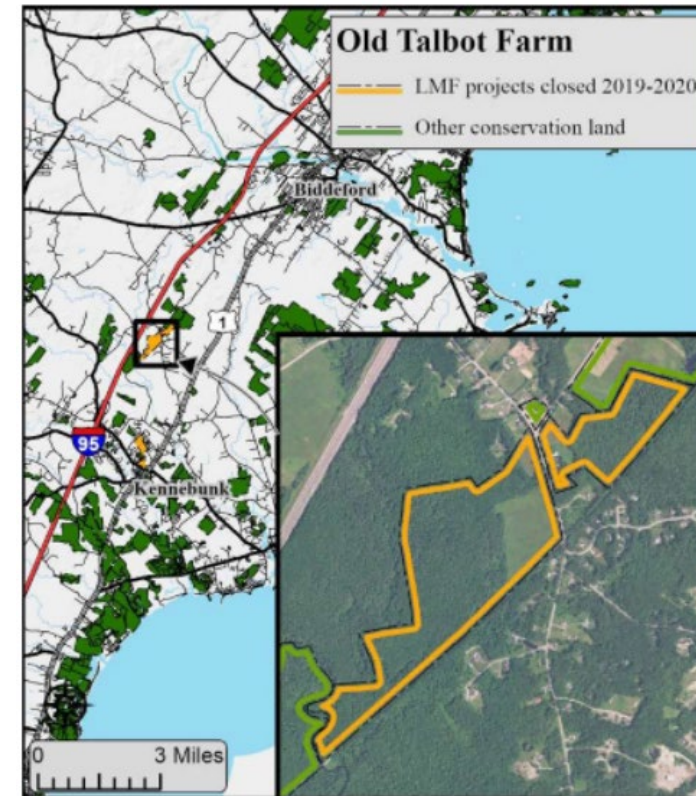 Old Talbot Farm
LMF projects closed 2019-2020
Other conservation land
Biddeford
1
95
Kennebunk
0 3 Miles